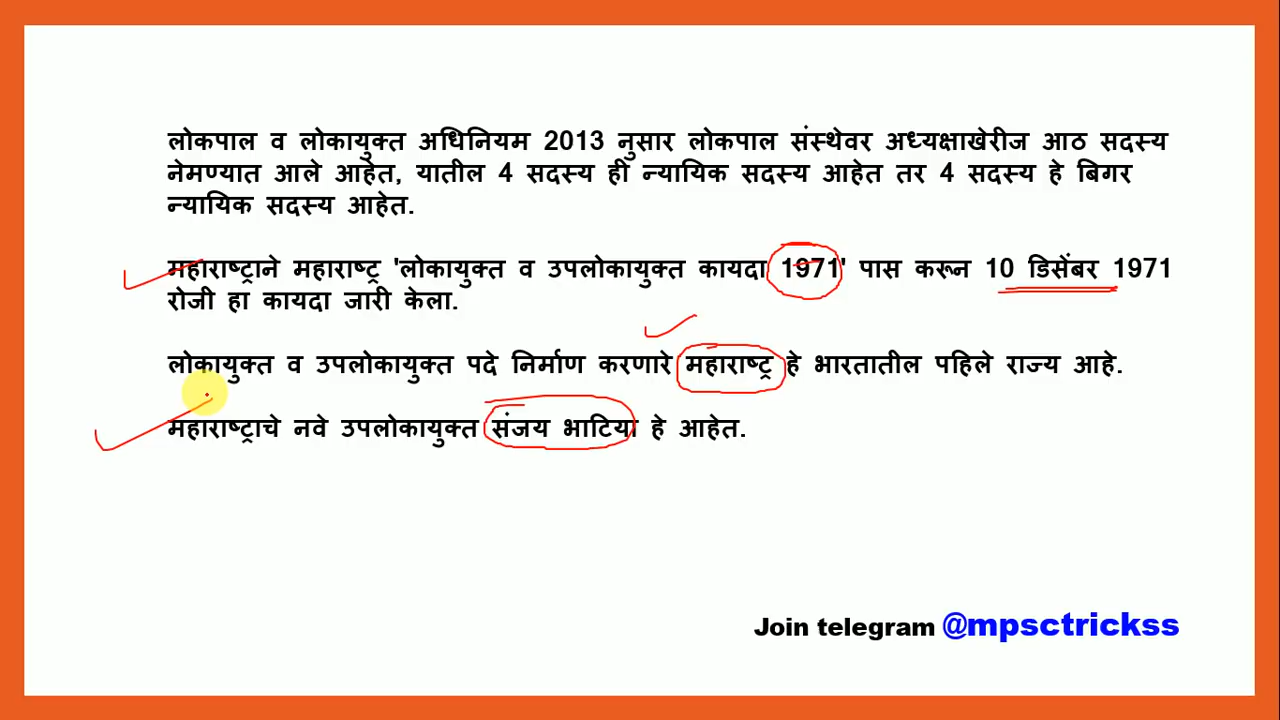 लोकपाल व लोकायुक्त अधिनियम 2013 नुसार लोकपाल संस्थेवर अध्यक्षाखेरीज आठ सदस्य
नेमण्यात आले आहेत, यातील 4 सदस्य ही न्यायिक सदस्य आहेत तर 4 सदस्य हे बिगर
न्यायिक सदस्य आहेत.
महाराष्ट्राने महाराष्ट्र 'लोकायुक्त व उपलोकायुक्त कायदा 1971' पास करून 10 डिसेंबर 1971
रोजी हा कायदा जारी केला.
लोकायुक्त व उपलोकायुक्त पदे निर्माण करणारे महाराष्ट्र हे भारतातील पहिले राज्य आहे.
महाराष्ट्राचे नवे उपलोकायुक्त संजय भाटिया हे आहेत.
Join telegram @mpsctrickss